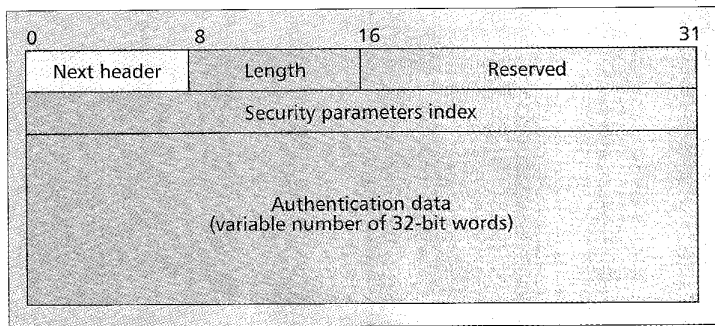 0 8 16 31
Next header Length Reserved
Security parameters index
Authentication data
(variable number of 32-bit words)